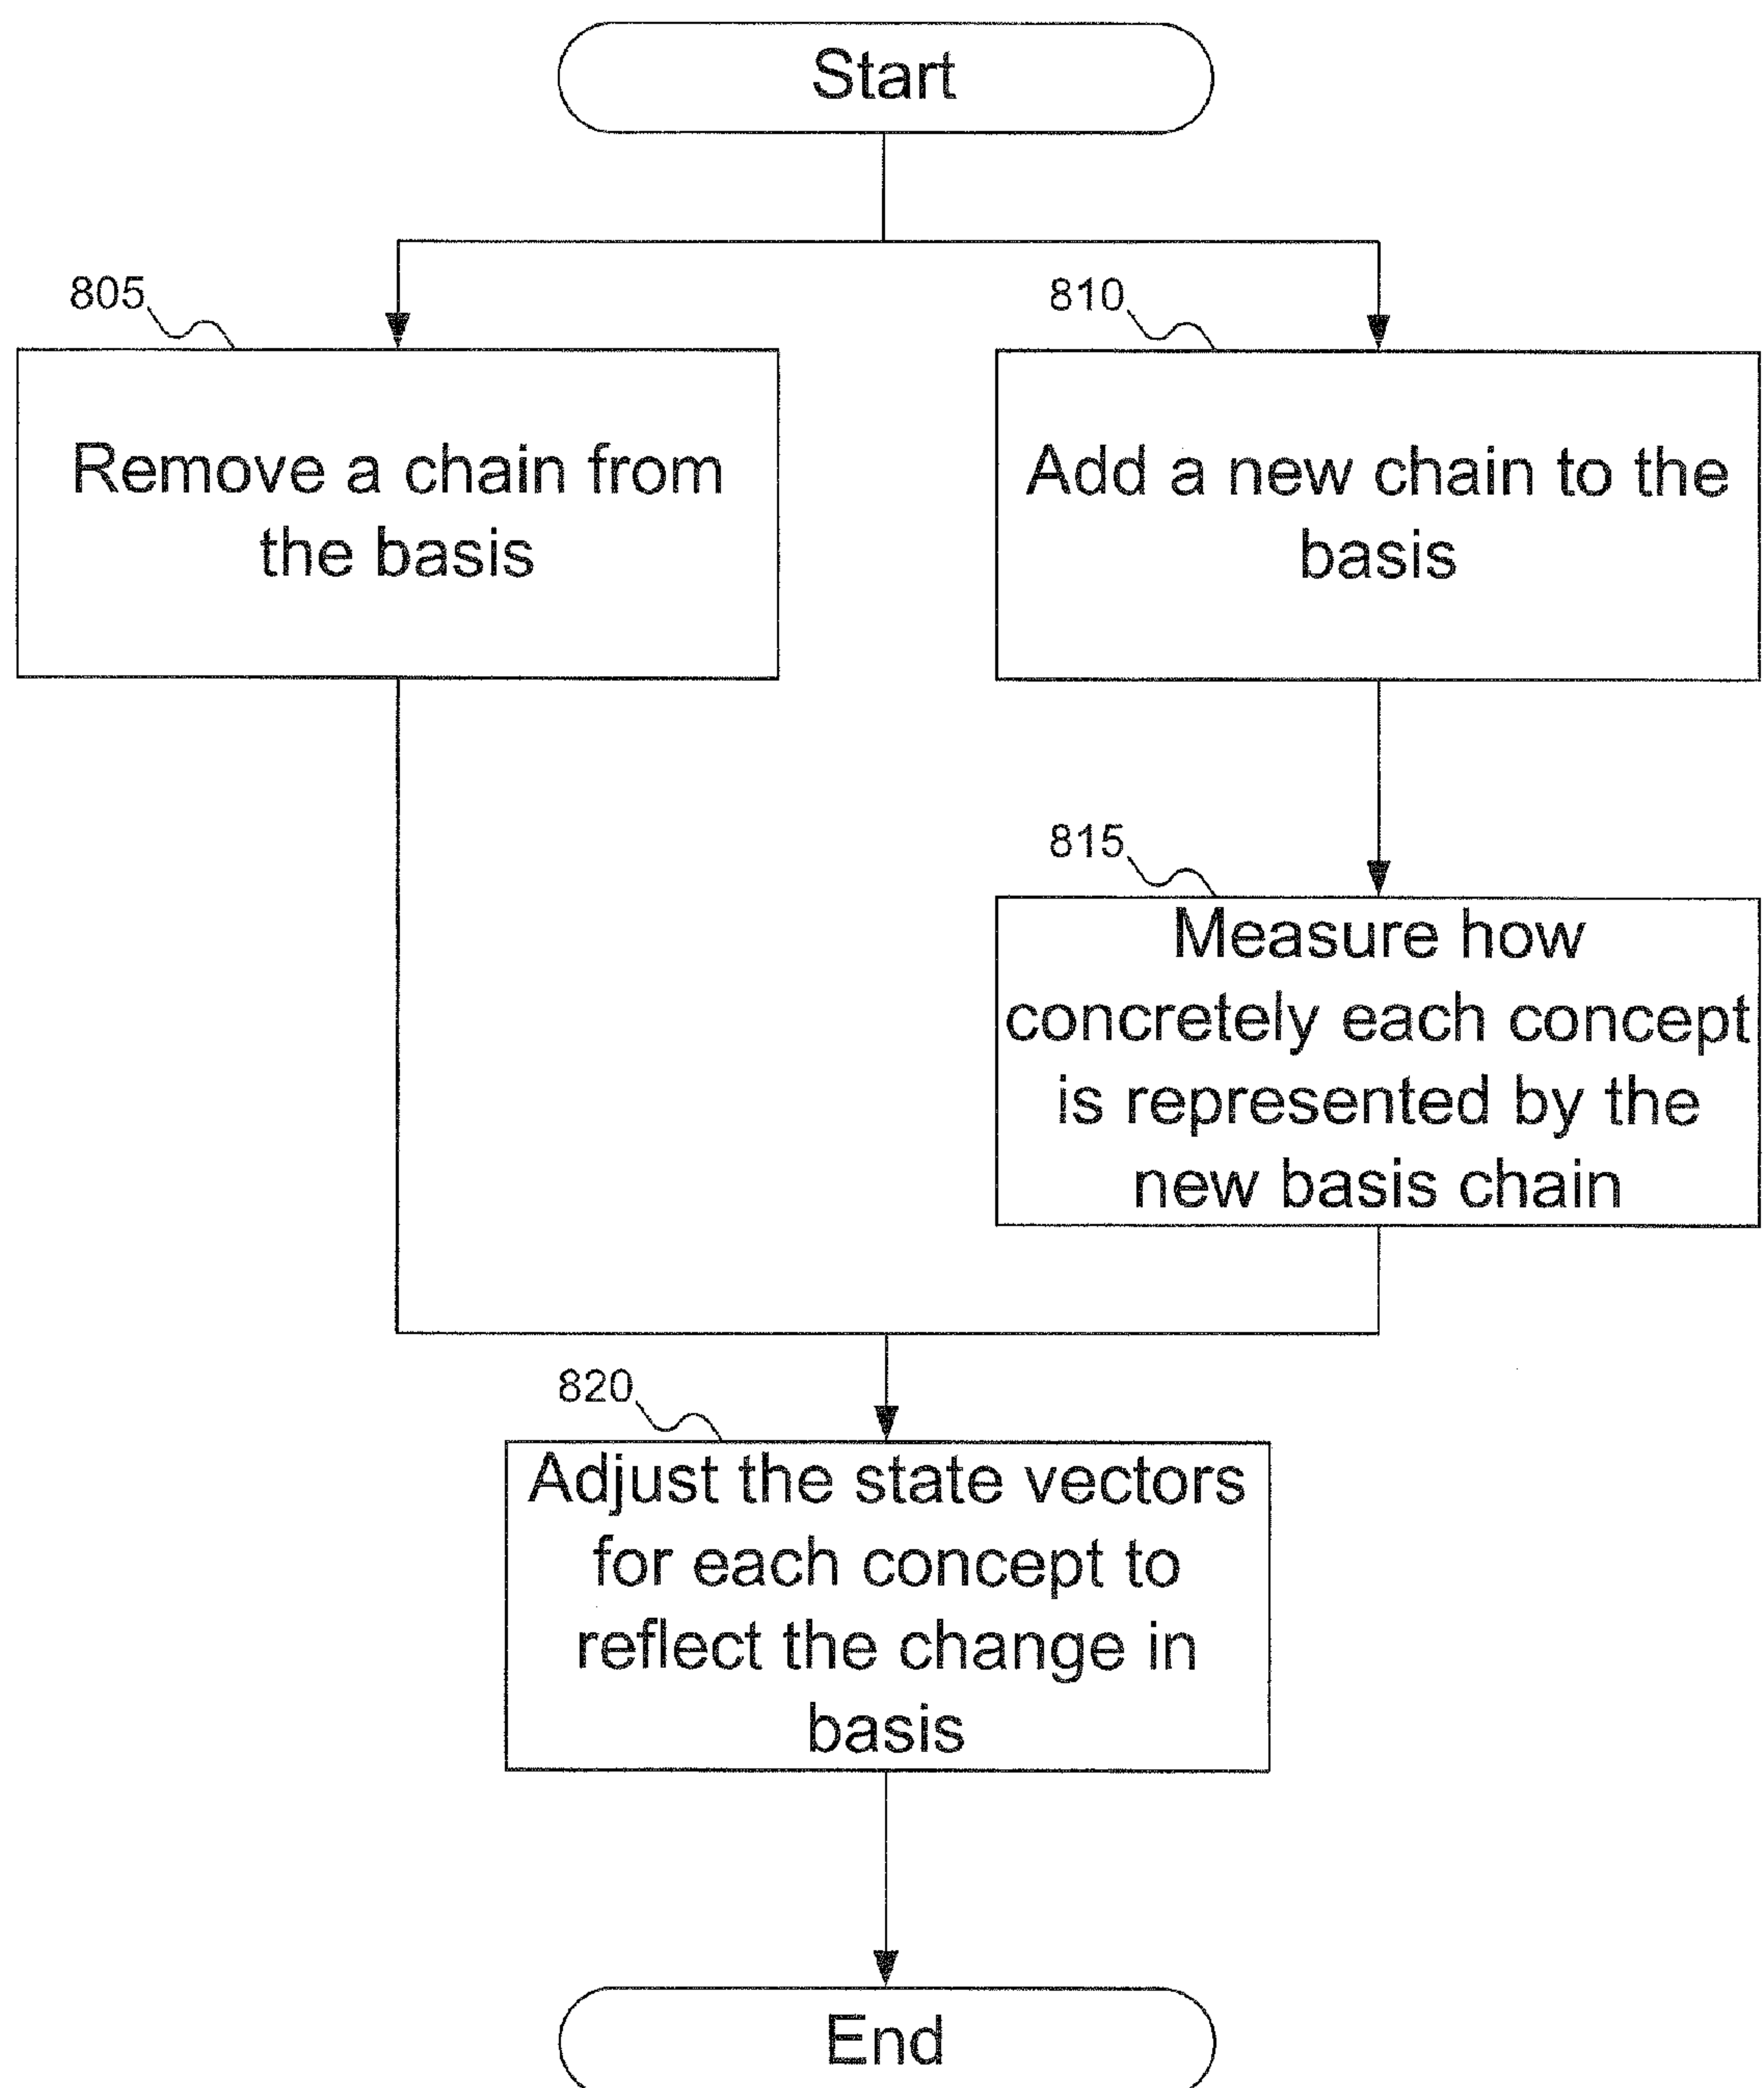 Start
805
810
Remove a chain from
the basis
Add a new chain to the
basis
815
Measure how
concretely each concept
is represented by the
new basis chain
820
Adjust the state vectors
for each concept to
reflect the change in
basis
End